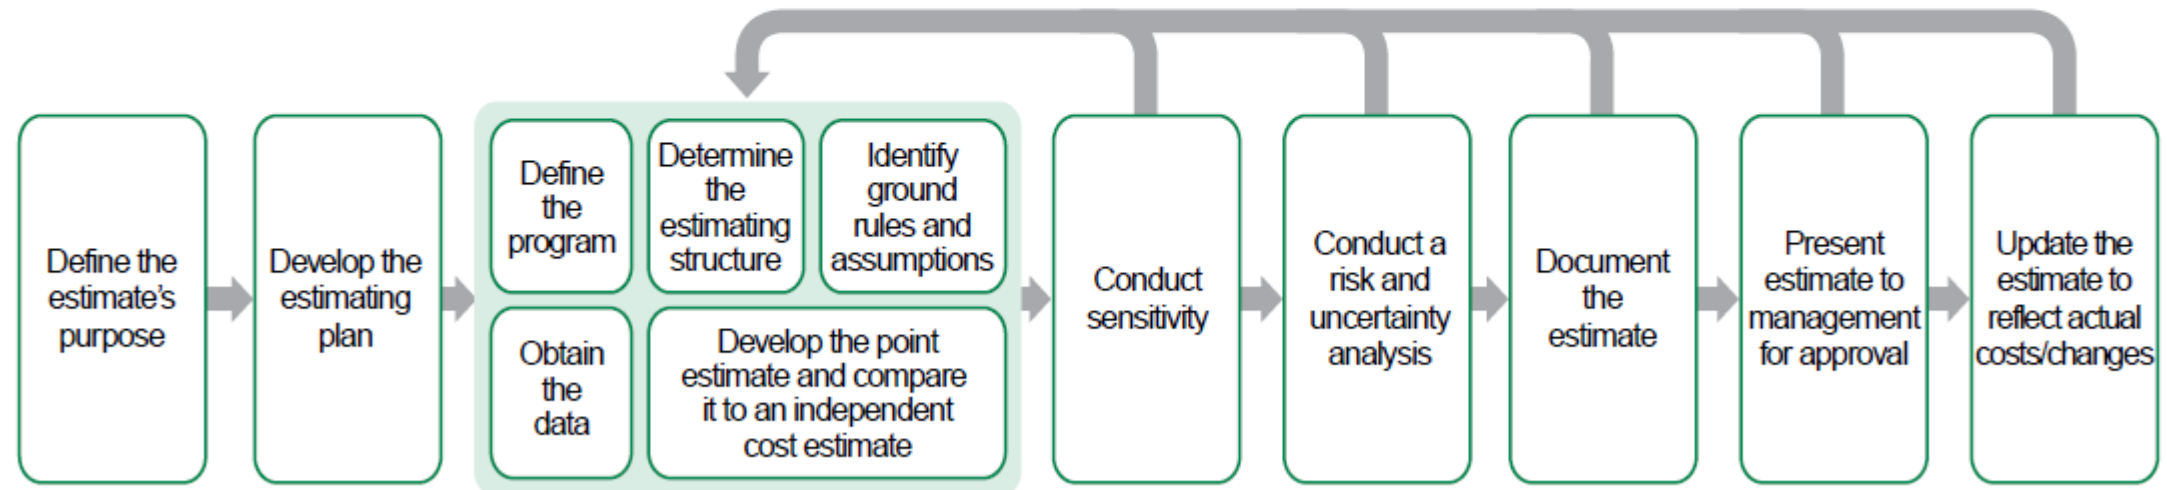 Define the
estimate’s
purpose
Develop the
estimating
plan
Define
the
program
Determine
the
estimating
structure
Identify
ground
rules and
assumptions
Obtain
the
data
Develop the point
estimate and compare
it to an independent
cost estimate
Conduct
sensitivity
Conduct a
risk and
uncertainty
analysis
Document
the
estimate
Present
estimate to
management
for approval
Update the
estimate to
reflect actual
costs/changes